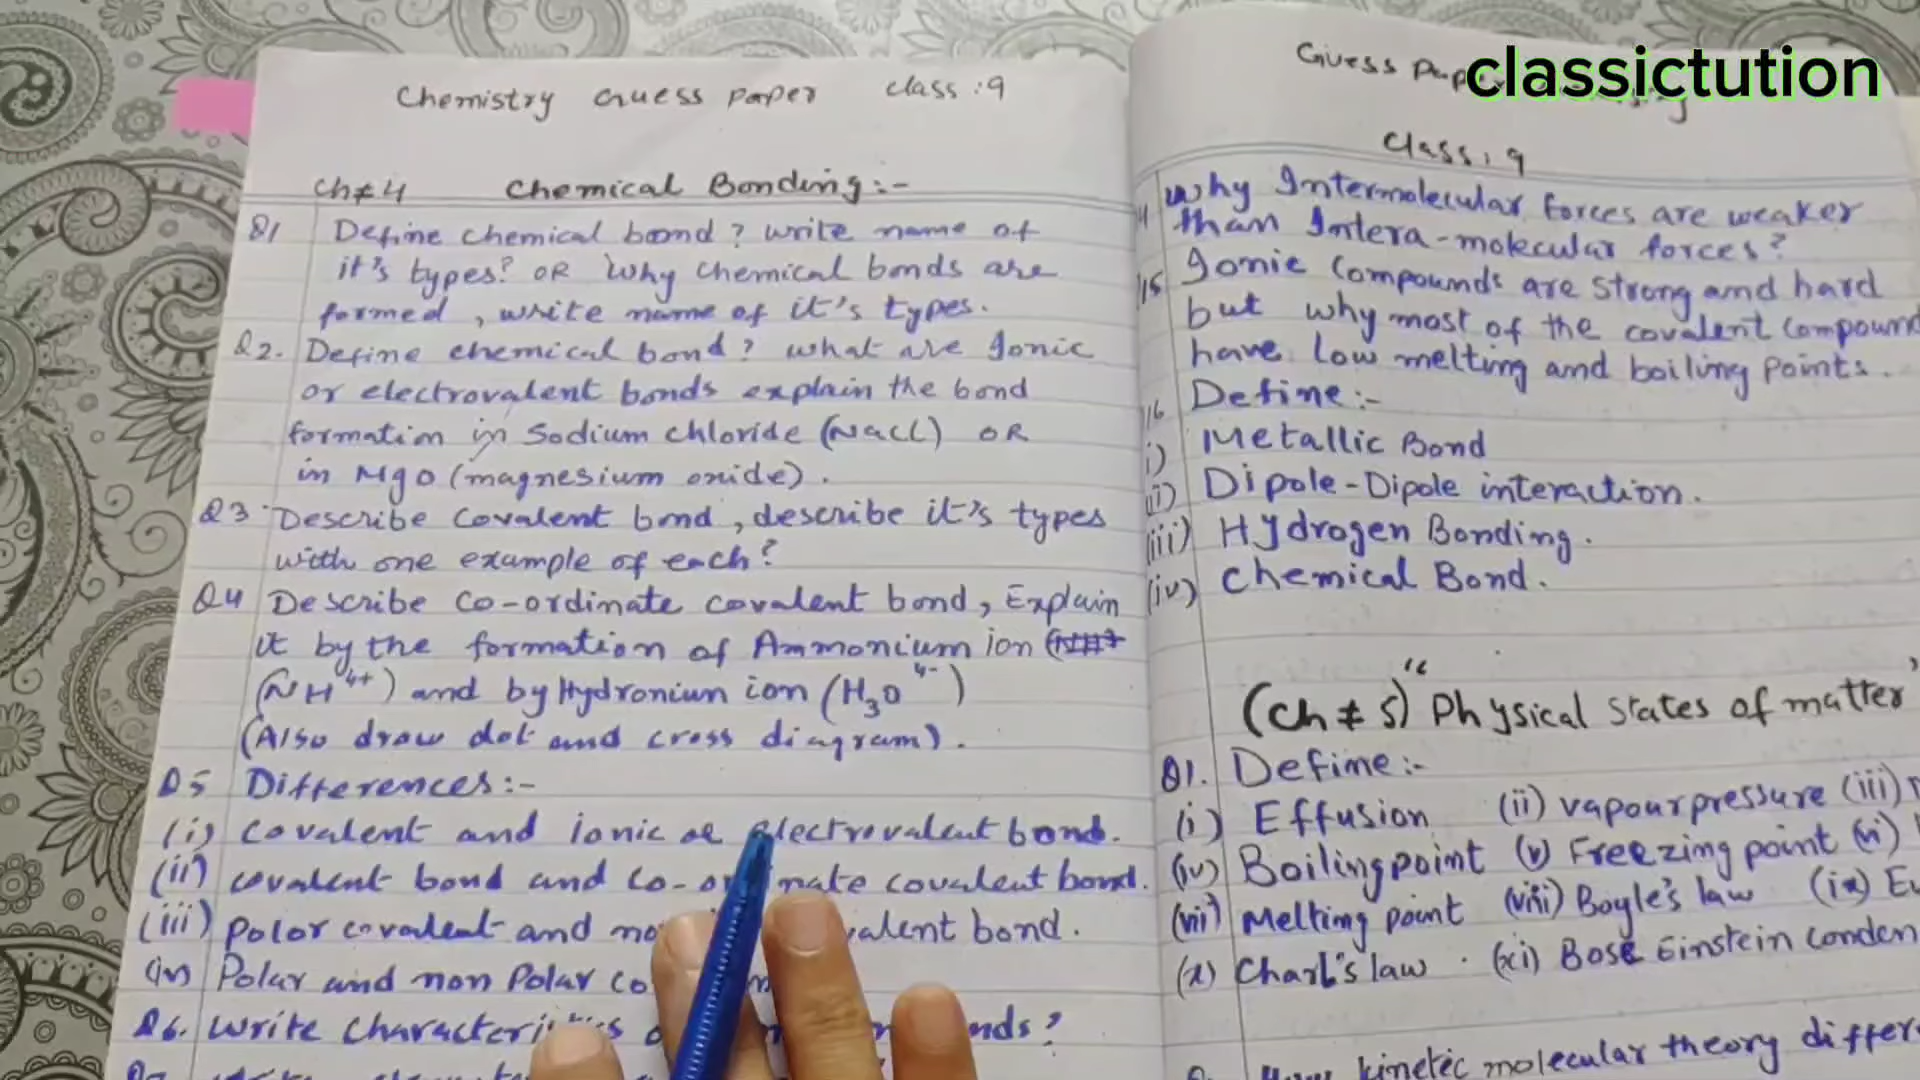 classictution
Chemistry Guess Paper Class : 9
Ch # 4 Chemical Bonding:-
Q1 Define chemical bond? write name of
it's types? OR Why chemical bonds are
formed, write name of it's types.
Q2. Define chemical bond? what are Ionic
or electrovalent bonds explain the bond
formation in Sodium chloride (NaCl) OR
in MgO (magnesium oxide).
Q3 Describe covalent bond, describe it's types
with one example of each?
Q4 Describe Co-ordinate covalent bond, Explain
it by the formation of Ammonium ion
(NH⁴⁺) and by Hydronium ion (H₃O⁴⁻)
(Also draw dot and cross diagram).
Q5 Differences:-
(i) Covalent and ionic or electrovalent bond.
(ii) covalent bond and Co- covalent bond.
(iii) Polor covalent and bond.
(iv) Polar and non Polar
Q6. Write characteristics
Guess
Class: 9
Why Intermolecular forces are weaker
than Intera-molecular forces?
15 Ionic Compounds are strong and hard
but why most of the covalent Compound
have low melting and boiling points.
16 Define:-
i) Metallic Bond
(ii) Dipole-Dipole interaction.
(iii) Hydrogen Bonding.
(iv) Chemical Bond.
(Ch # 5) "Physical States of matter"
Q1. Define:-
(i) Effusion (ii) vapour pressure (iii)
(iv) Boiling point (v) Freezing point (vi)
(vii) Melting point (viii) Boyle's law (ix)
(x) Charl's law . (xi) Bose Einstein
kinetic molecular theory